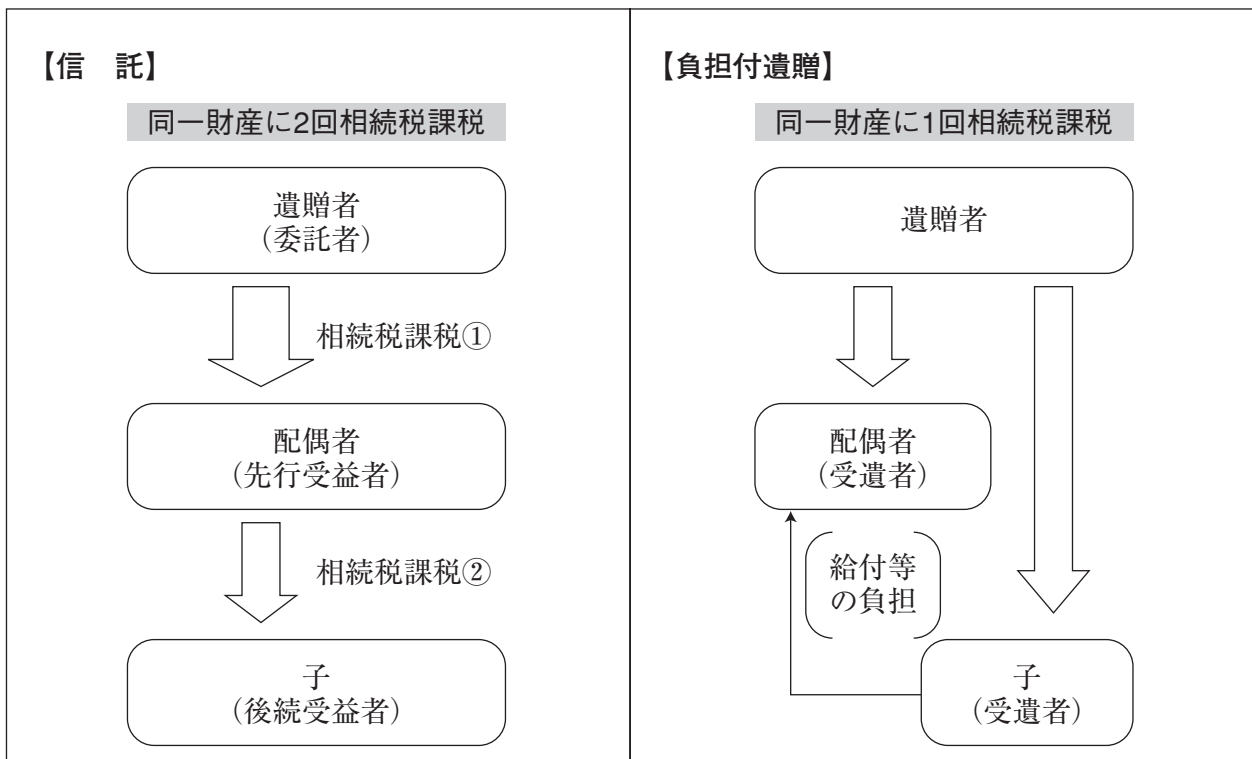 【信　託】
同一財産に2回相続税課税
遺贈者
（委託者）
相続税課税①
配偶者
（先行受益者）
相続税課税②
子
（後続受益者）
【負担付遺贈】
同一財産に1回相続税課税
遺贈者
配偶者
（受遺者）
給付等
の負担
子
（受遺者）